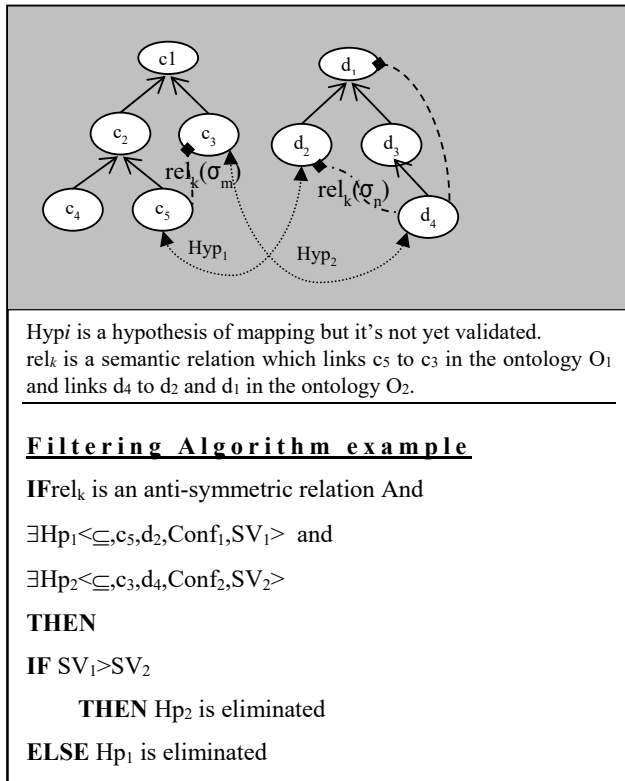 c1
d1
c2
c3
d2
d3
relk(σm)
relk(σn)
c4
c5
d4
Hyp1
Hyp2
Hypi is a hypothesis of mapping but it’s not yet validated.
relk is a semantic relation which links c5 to c3 in the ontology O1
and links d4 to d2 and d1 in the ontology O2.
Filtering Algorithm example
IFrelk is an anti-symmetric relation And
∃Hp1<⊆,c5,d2,Conf1,SV1> and
∃Hp2<⊆,c3,d4,Conf2,SV2>
THEN
IF SV1>SV2
THEN Hp2 is eliminated
ELSE Hp1 is eliminated